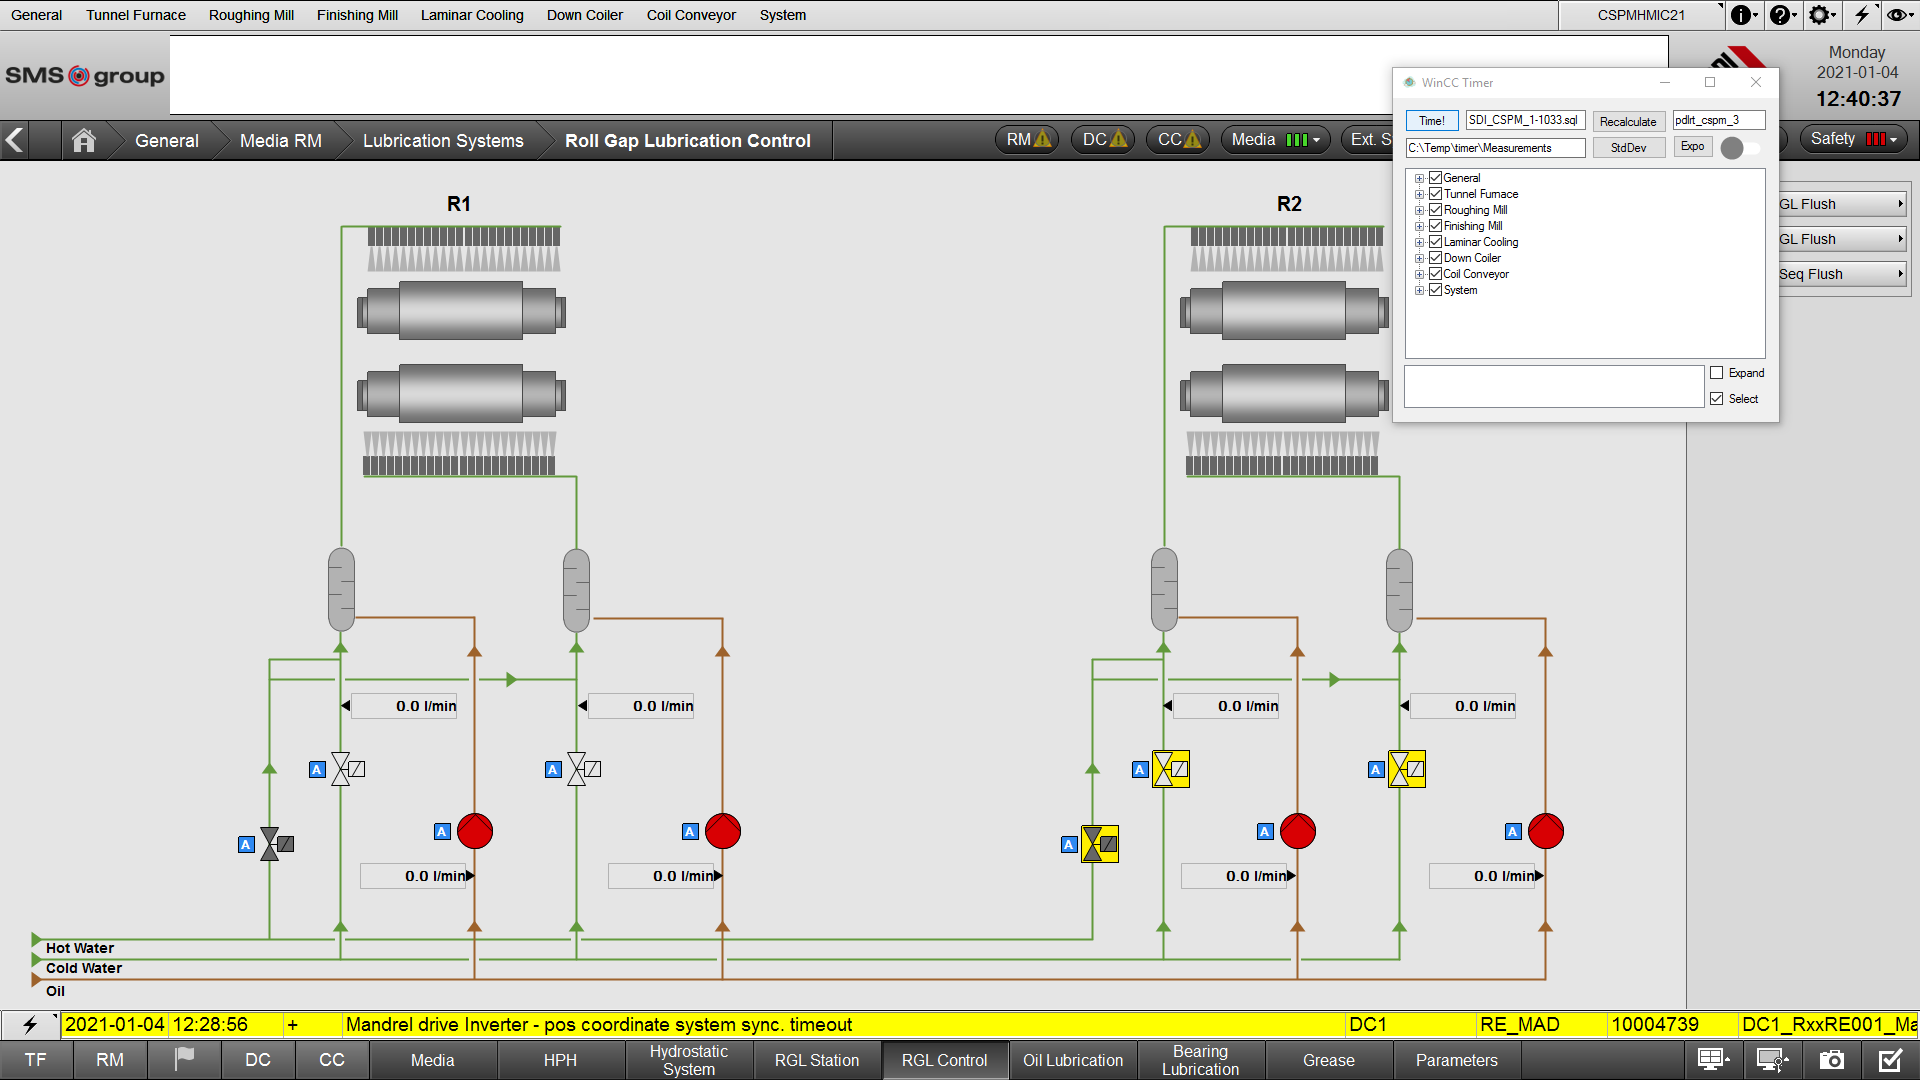 General Tunnel Furnace Roughing Mill Finishing Mill Laminar Cooling Down Coiler Coil Conveyor System CSPMHMIC21
SMS group
Monday
2021-01-04
12:40:37
General Media RM Lubrication Systems Roll Gap Lubrication Control RM DC CC Media Ext. S Safety
WinCC Timer
Time! SDI_CSPM_1-1033.sql Recalculate pdlrt_cspm_3
C:\Temp\timer\Measurements StdDev Expo
General
Tunnel Furnace
Roughing Mill
Finishing Mill
Laminar Cooling
Down Coiler
Coil Conveyor
System
Expand
Select
GL Flush
GL Flush
Seq Flush
R1 R2
0.0 l/min 0.0 l/min 0.0 l/min 0.0 l/min
A A A A
A A A A
A A
0.0 l/min 0.0 l/min 0.0 l/min 0.0 l/min
Hot Water
Cold Water
Oil
2021-01-04 12:28:56 + Mandrel drive Inverter - pos coordinate system sync. timeout DC1 RE_MAD 10004739 DC1_RxxRE001_Ma
TF RM DC CC Media HPH Hydrostatic System RGL Station RGL Control Oil Lubrication Bearing Lubrication Grease Parameters